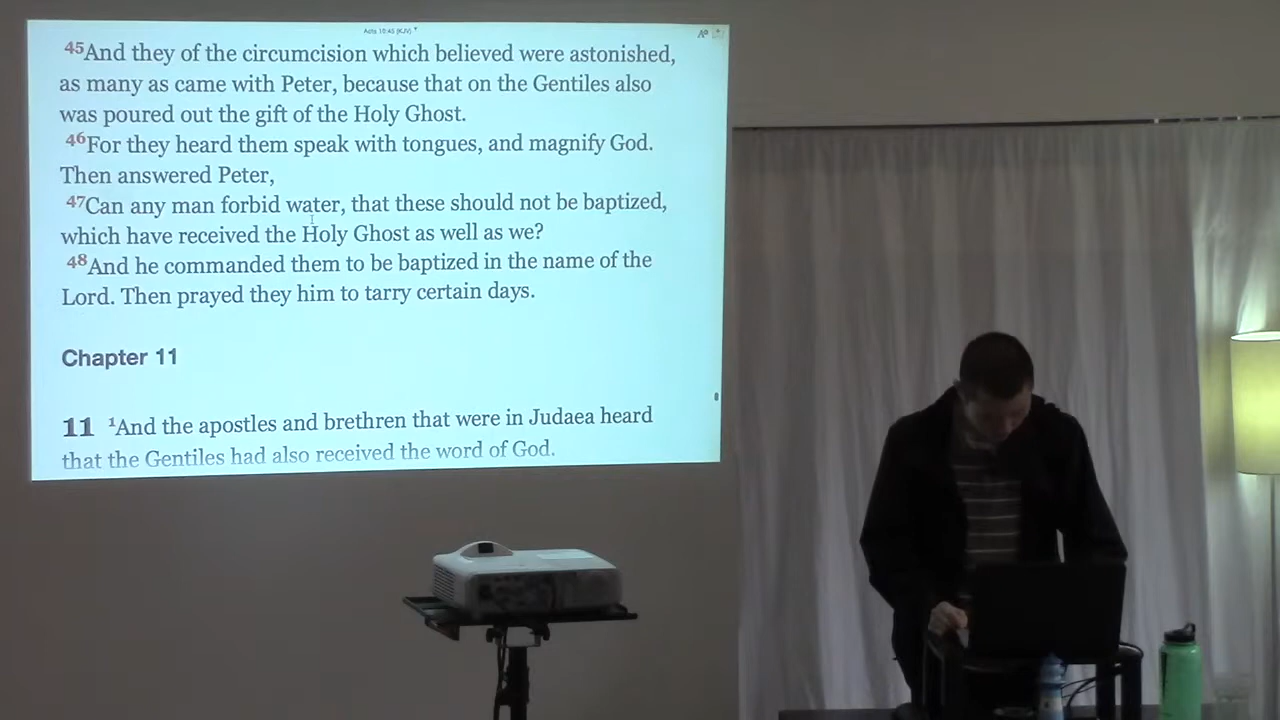 Acts 10:45 (KJV)
45And they of the circumcision which believed were astonished,
as many as came with Peter, because that on the Gentiles also
was poured out the gift of the Holy Ghost.
46For they heard them speak with tongues, and magnify God.
Then answered Peter,
47Can any man forbid water, that these should not be baptized,
which have received the Holy Ghost as well as we?
48And he commanded them to be baptized in the name of the
Lord. Then prayed they him to tarry certain days.
Chapter 11
11 1And the apostles and brethren that were in Judaea heard
that the Gentiles had also received the word of God.